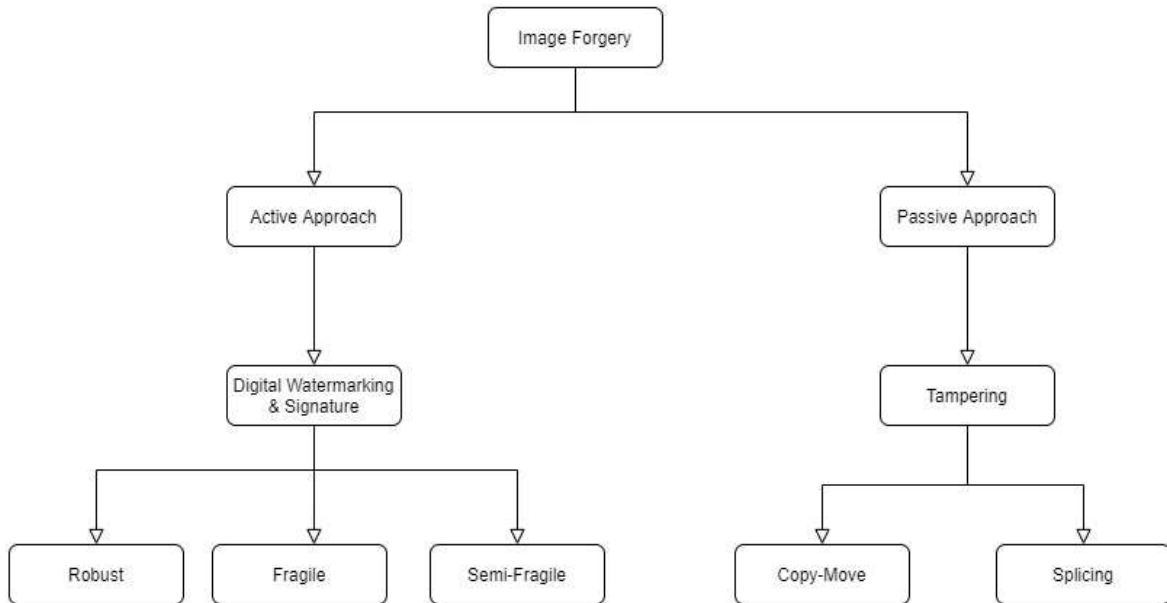 Image Forgery
Active Approach
Passive Approach
Digital Watermarking
& Signature
Tampering
Robust
Fragile
Semi-Fragile
Copy-Move
Splicing